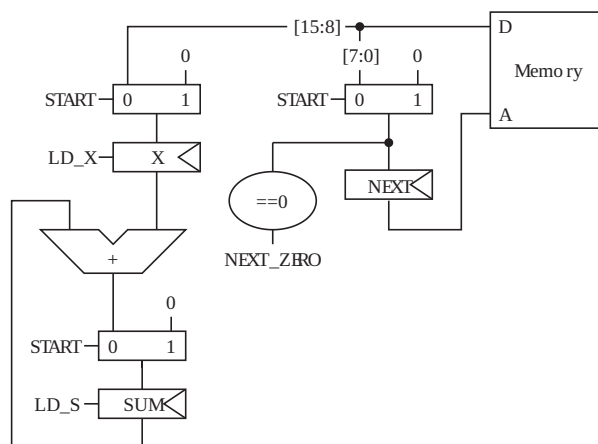 [15:8]
D
[7:0]
0
0
Memory
START
0
1
START
0
1
A
LD_X
X
NEXT
==0
+
NEXT_ZERO
0
START
0
1
LD_S
SUM